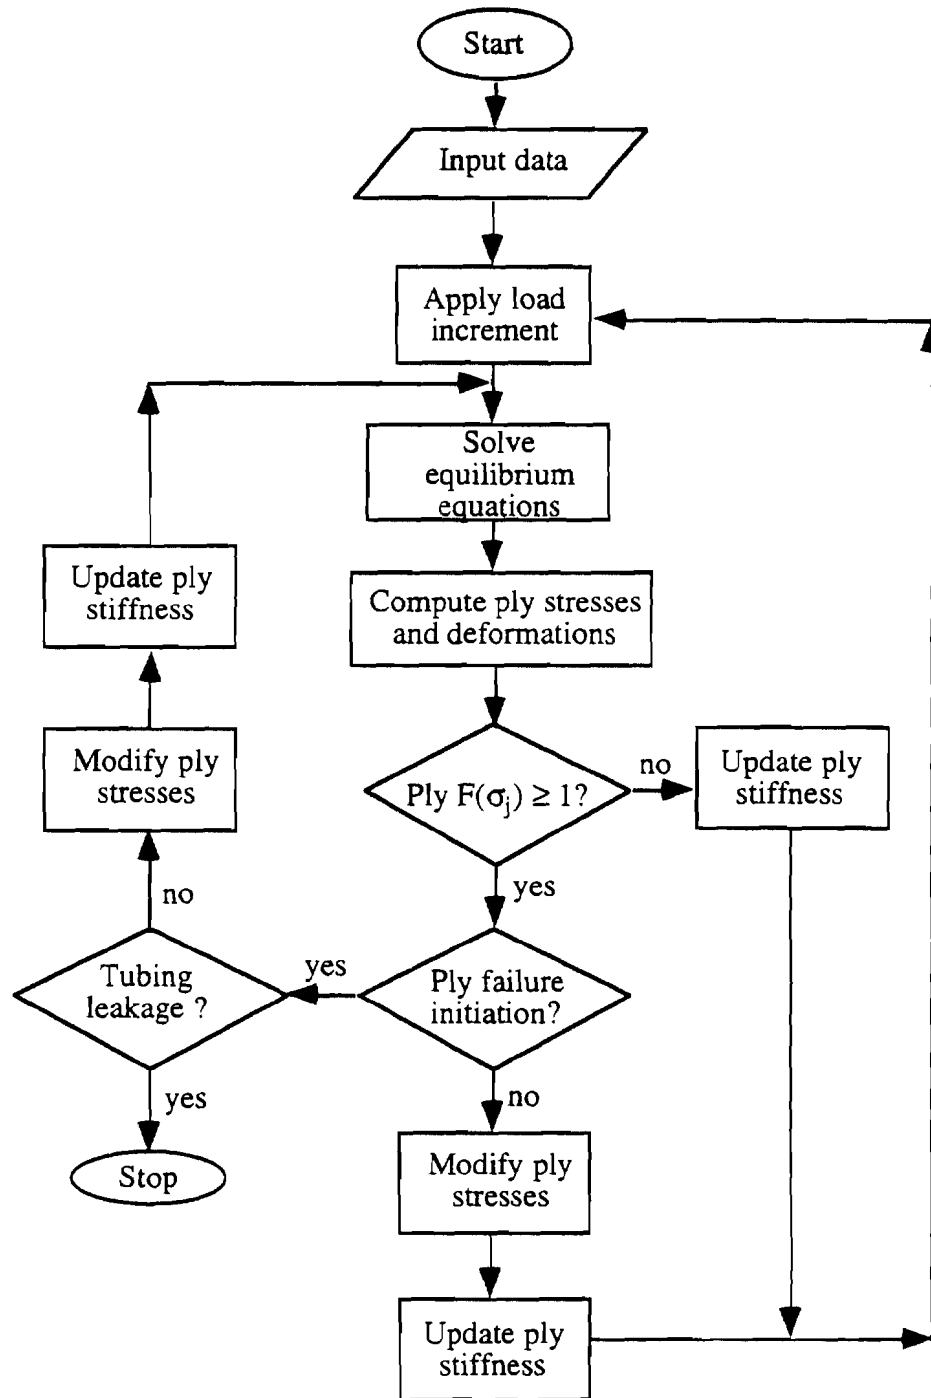 Start
Input data
Apply load
increment
Solve
equilibrium
equations
Update ply
stiffness
Compute ply stresses
and deformations
Modify ply
stresses
Ply F(σj) ≥ 1?
no
Update ply
stiffness
no
yes
Tubing
leakage ?
yes
Ply failure
initiation?
yes
no
Stop
Modify ply
stresses
Update ply
stiffness